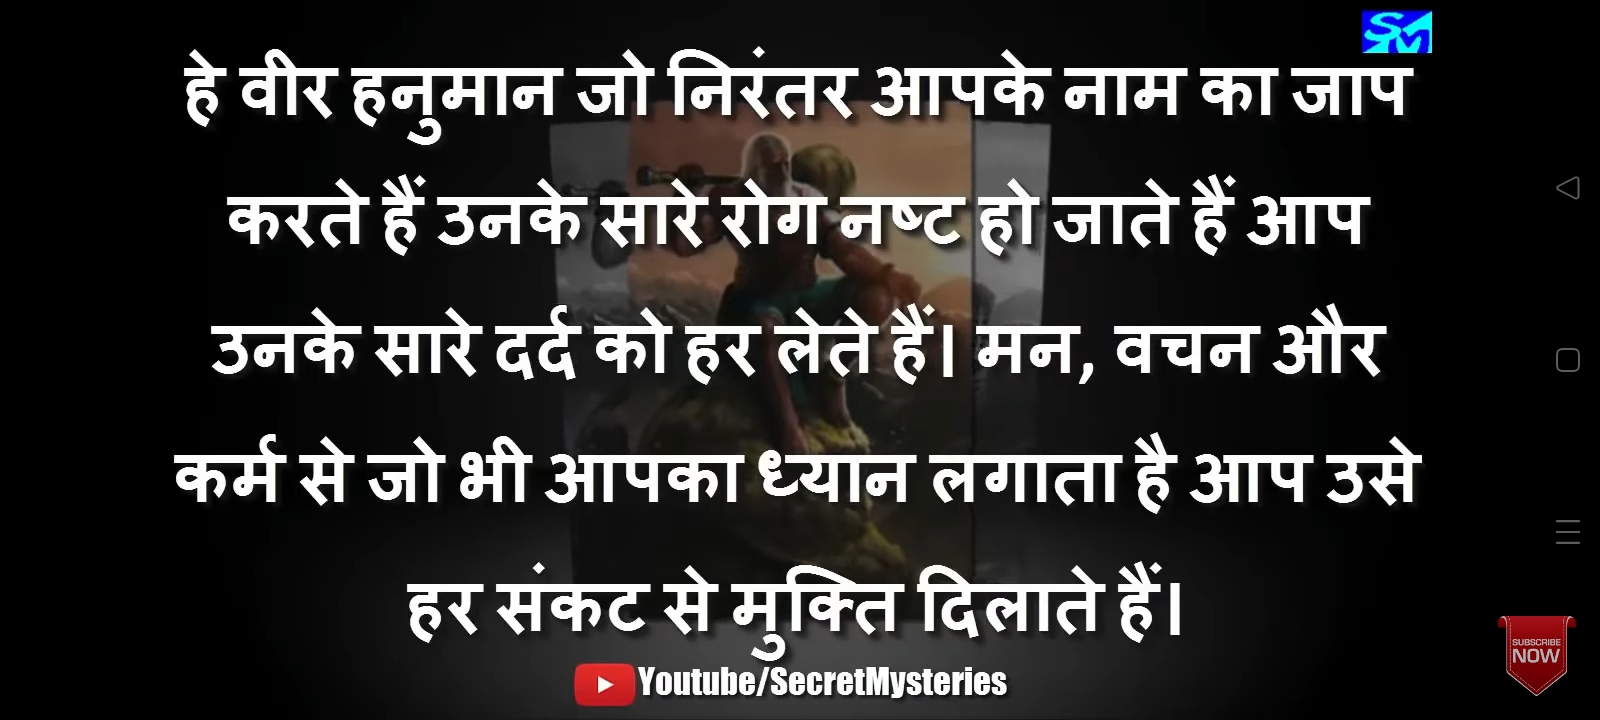 SM
हे वीर हनुमान जो निरंतर आपके नाम का जाप
करते हैं उनके सारे रोग नष्ट हो जाते हैं आप
उनके सारे दर्द को हर लेते हैं। मन, वचन और
कर्म से जो भी आपका ध्यान लगाता है आप उसे
हर संकट से मुक्ति दिलाते हैं।
Youtube/SecretMysteries
SUBSCRIBE
NOW